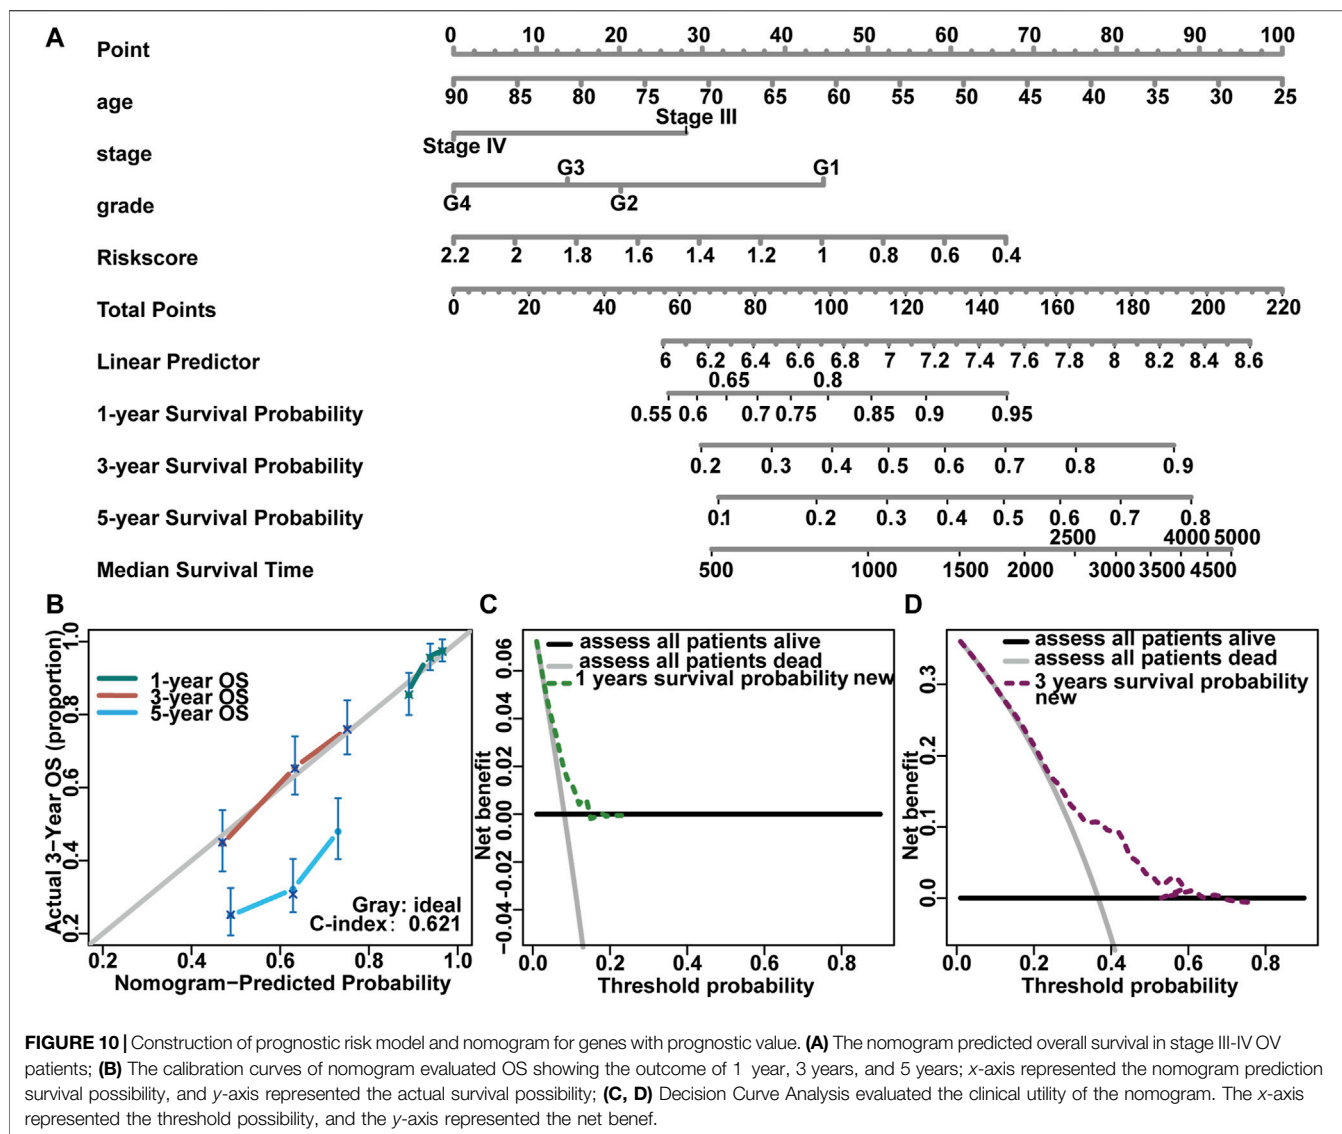 A
Point
0 10 20 30 40 50 60 70 80 90 100
age
90 85 80 75 70 65 60 55 50 45 40 35 30 25
Stage III
stage
Stage IV
G3 G1
grade
G4 G2
Riskscore
2.2 2 1.8 1.6 1.4 1.2 1 0.8 0.6 0.4
Total Points
0 20 40 60 80 100 120 140 160 180 200 220
Linear Predictor
6 6.2 6.4 6.6 6.8 7 7.2 7.4 7.6 7.8 8 8.2 8.4 8.6
0.65 0.8
1-year Survival Probability
0.55 0.6 0.7 0.75 0.85 0.9 0.95
3-year Survival Probability
0.2 0.3 0.4 0.5 0.6 0.7 0.8 0.9
5-year Survival Probability
0.1 0.2 0.3 0.4 0.5 0.6 0.7 0.8
2500 4000 5000
Median Survival Time
500 1000 1500 2000 3000 3500 4500
B
Actual 3-Year OS (proportion)
0.2 0.4 0.6 0.8 1.0
1-year OS
3-year OS
5-year OS
Gray: ideal
C-index: 0.621
0.2 0.4 0.6 0.8 1.0
Nomogram-Predicted Probability
C
Net benefit
-0.04 -0.02 0.00 0.02 0.04 0.06
assess all patients alive
assess all patients dead
1 years survival probability new
0.0 0.2 0.4 0.6 0.8
Threshold probability
D
Net benefit
0.0 0.1 0.2 0.3
assess all patients alive
assess all patients dead
3 years survival probability
new
0.0 0.2 0.4 0.6 0.8
Threshold probability
FIGURE 10 | Construction of prognostic risk model and nomogram for genes with prognostic value. (A) The nomogram predicted overall survival in stage III-IV OV
patients; (B) The calibration curves of nomogram evaluated OS showing the outcome of 1 year, 3 years, and 5 years; x-axis represented the nomogram prediction
survival possibility, and y-axis represented the actual survival possibility; (C, D) Decision Curve Analysis evaluated the clinical utility of the nomogram. The x-axis
represented the threshold possibility, and the y-axis represented the net benef.